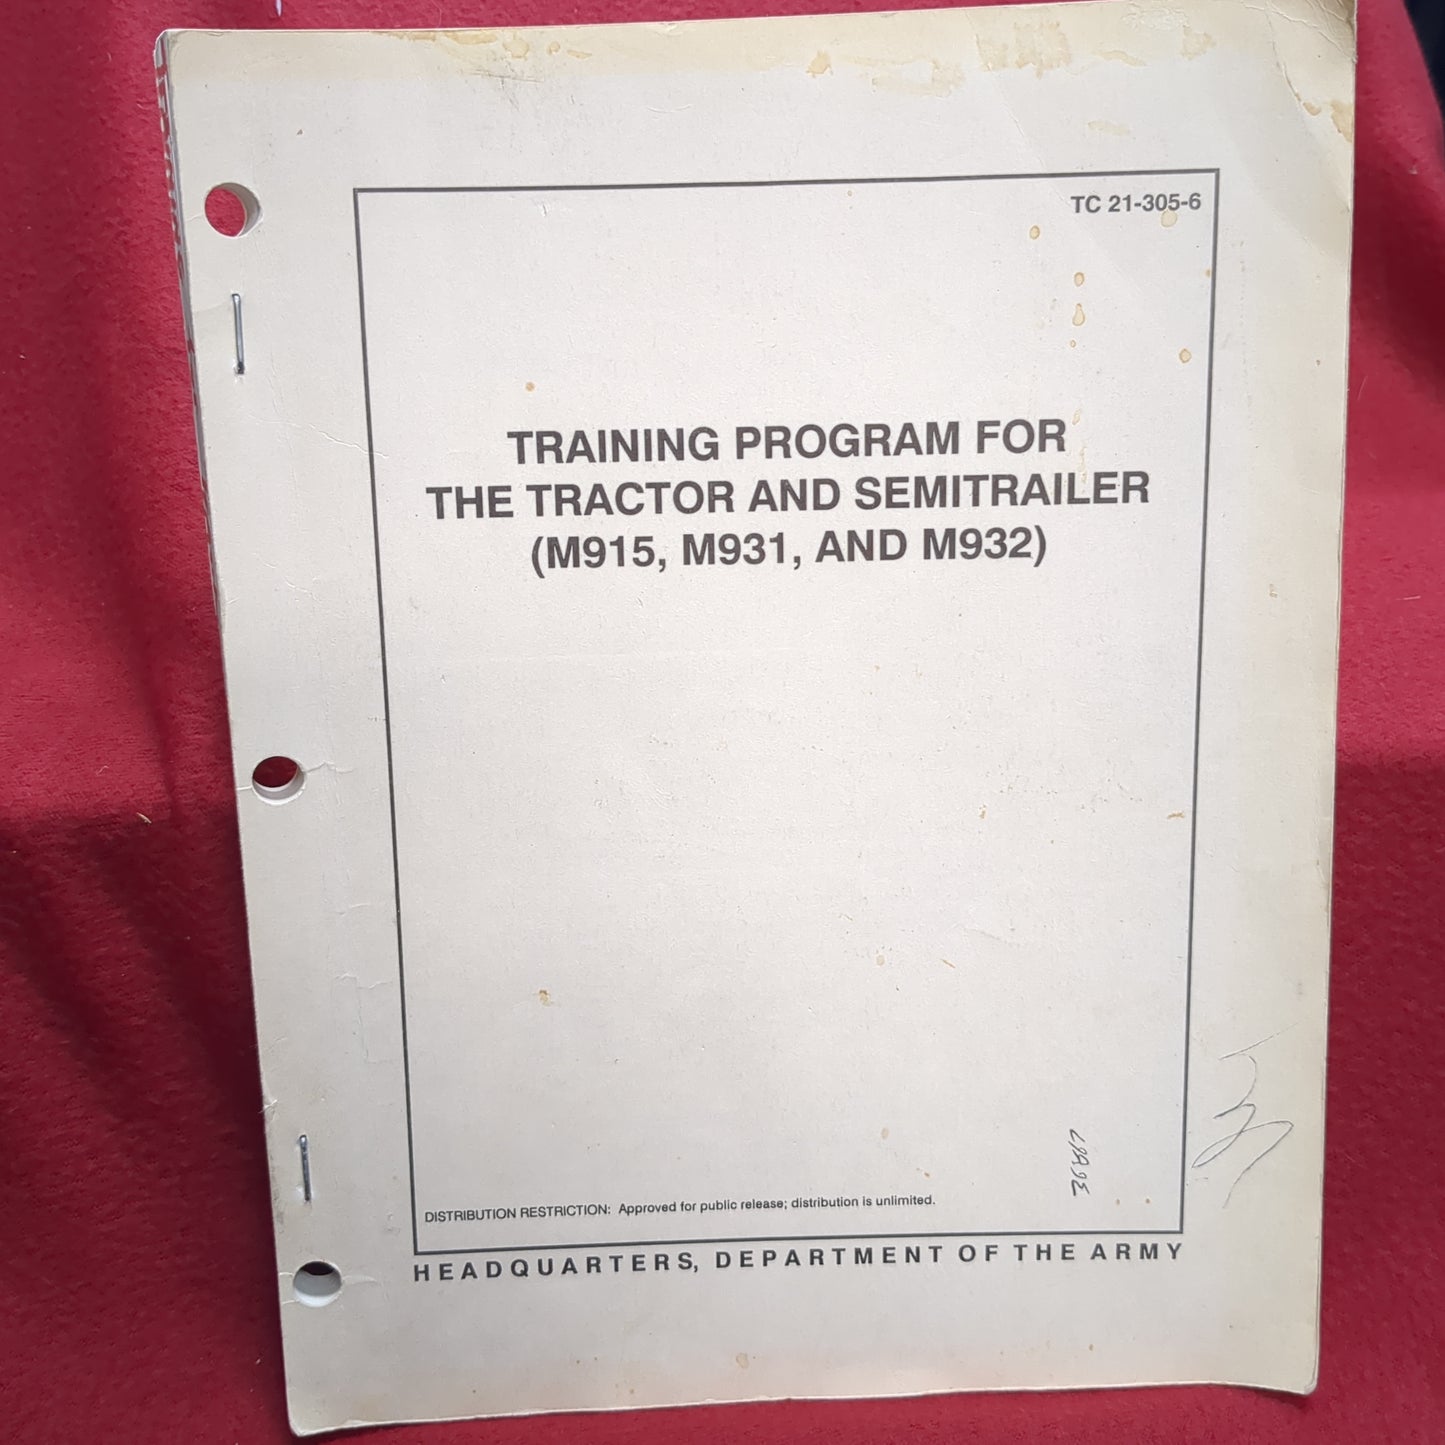 TC 21-305-6
TRAINING PROGRAM FOR
THE TRACTOR AND SEMITRAILER
(M915, M931, AND M932)
DISTRIBUTION RESTRICTION: Approved for public release; distribution is unlimited.
HEADQUARTERS, DEPARTMENT OF THE ARMY